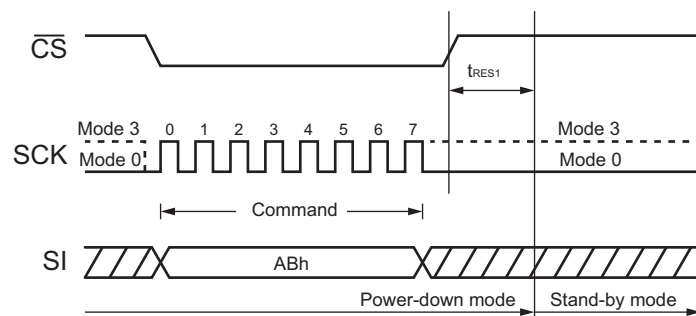 CS
tRES1
Mode 3 0 1 2 3 4 5 6 7 Mode 3
SCK
Mode 0 Mode 0
Command
SI ABh
Power-down mode Stand-by mode